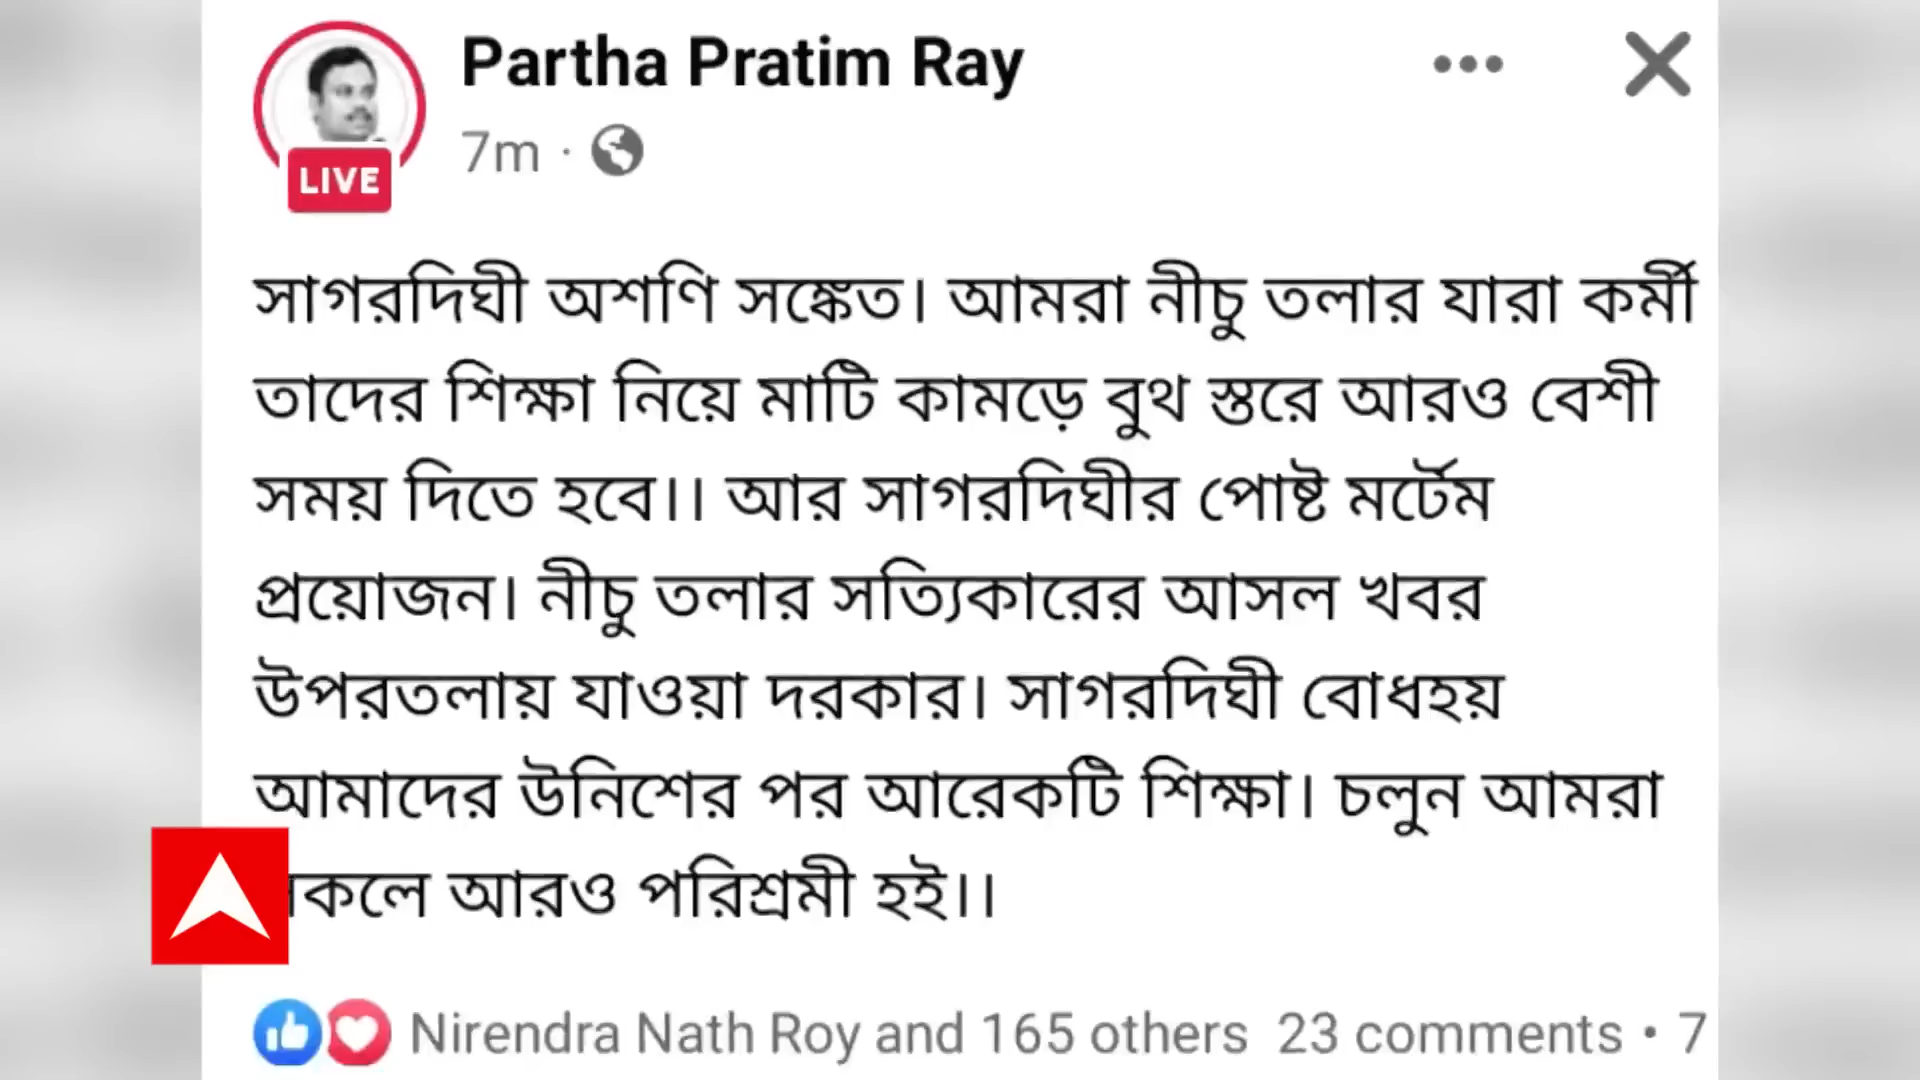 Partha Pratim Ray
7m ·
LIVE
সাগরদিঘী অশণি সঙ্কেত। আমরা নীচু তলার যারা কর্মী
তাদের শিক্ষা নিয়ে মাটি কামড়ে বুথ স্তরে আরও বেশী
সময় দিতে হবে।। আর সাগরদিঘীর পোষ্ট মর্টেম
প্রয়োজন। নীচু তলার সত্যিকারের আসল খবর
উপরতলায় যাওয়া দরকার। সাগরদিঘী বোধহয়
আমাদের উনিশের পর আরেকটি শিক্ষা। চলুন আমরা
আরও পরিশ্রমী হই।।
Nirendra Nath Roy and 165 others 23 comments • 7